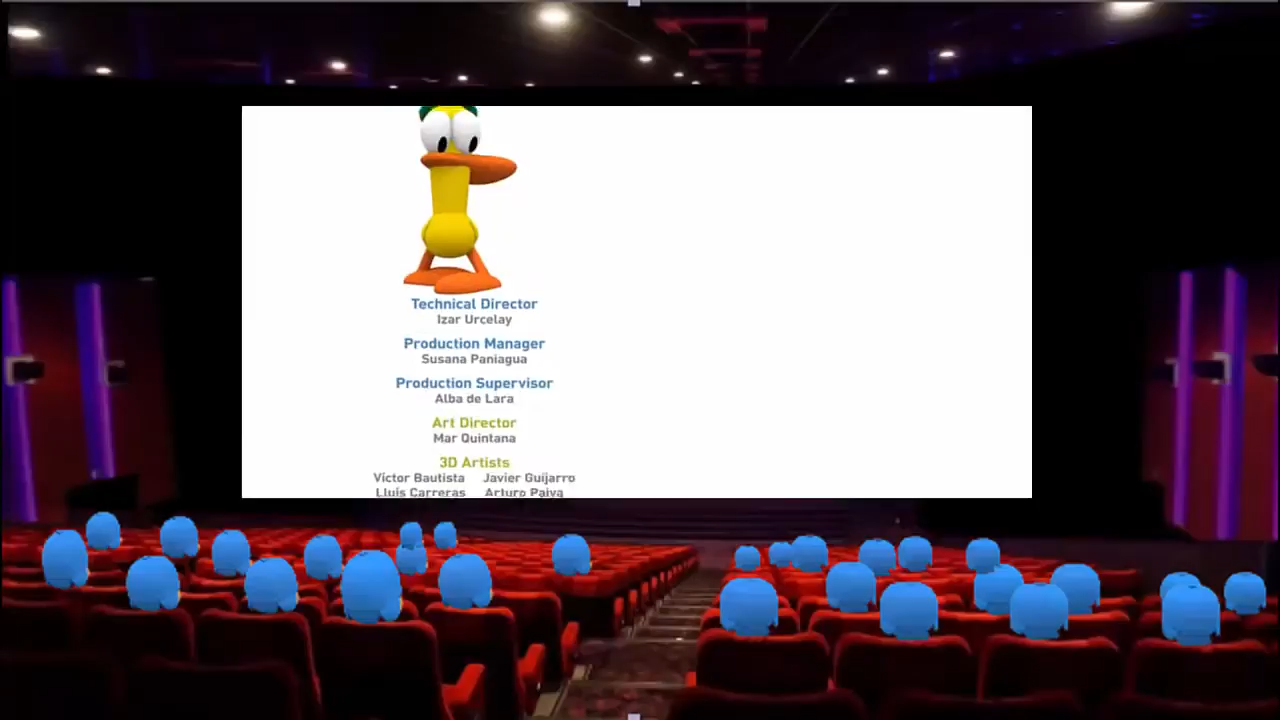 Technical Director
Izar Urcelay
Production Manager
Susana Paniagua
Production Supervisor
Alba de Lara
Art Director
Mar Quintana
3D Artists
Víctor Bautista Javier Guijarro
Lluis Carreras Arturo Paiva